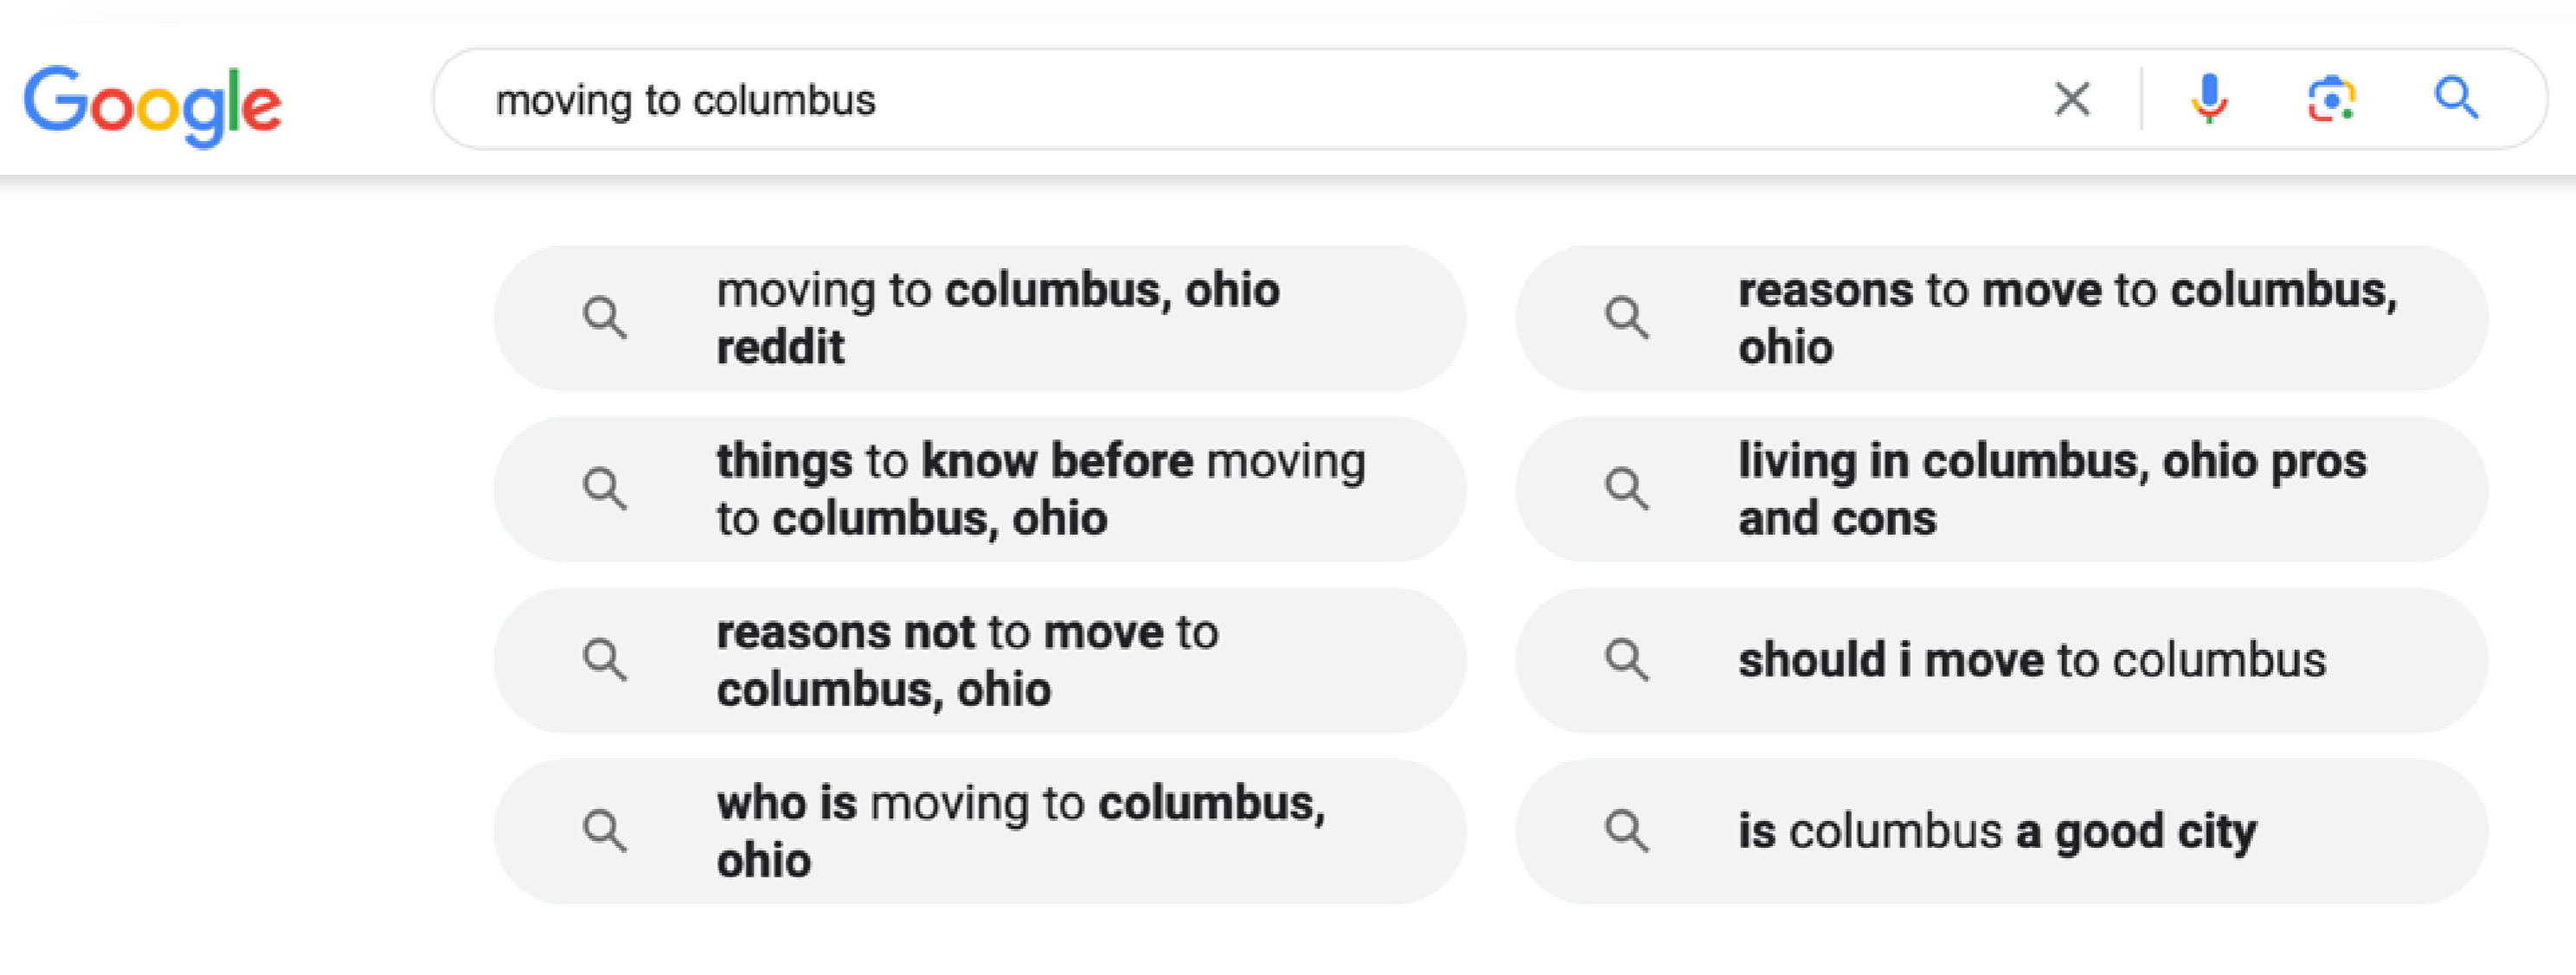 Google
moving to columbus
moving to columbus, ohio
reddit
reasons to move to columbus,
ohio
things to know before moving
to columbus, ohio
living in columbus, ohio pros
and cons
reasons not to move to
columbus, ohio
should i move to columbus
who is moving to columbus,
ohio
is columbus a good city